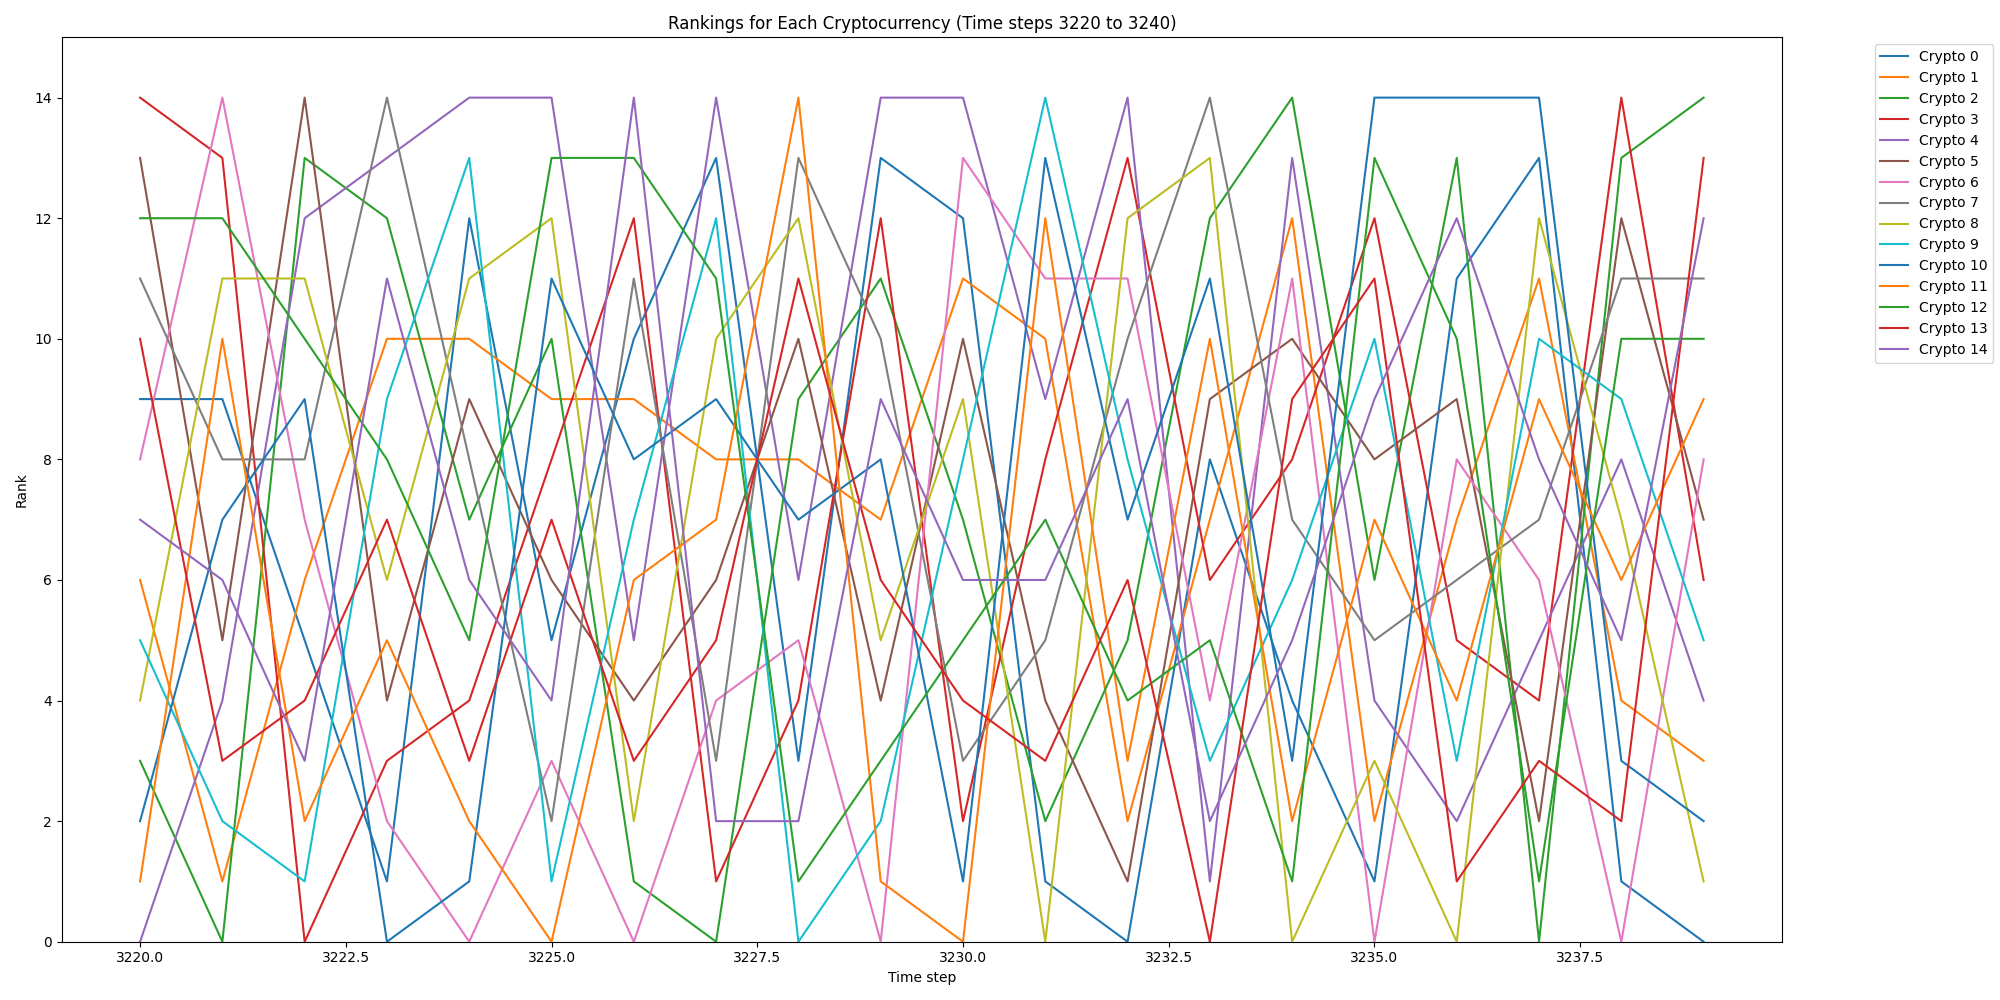 Rankings for Each Cryptocurrency (Time steps 3220 to 3240)
Rank
14
12
10
8
6
4
2
0
3220.0 3222.5 3225.0 3227.5 3230.0 3232.5 3235.0 3237.5
Time step
Crypto 0
Crypto 1
Crypto 2
Crypto 3
Crypto 4
Crypto 5
Crypto 6
Crypto 7
Crypto 8
Crypto 9
Crypto 10
Crypto 11
Crypto 12
Crypto 13
Crypto 14